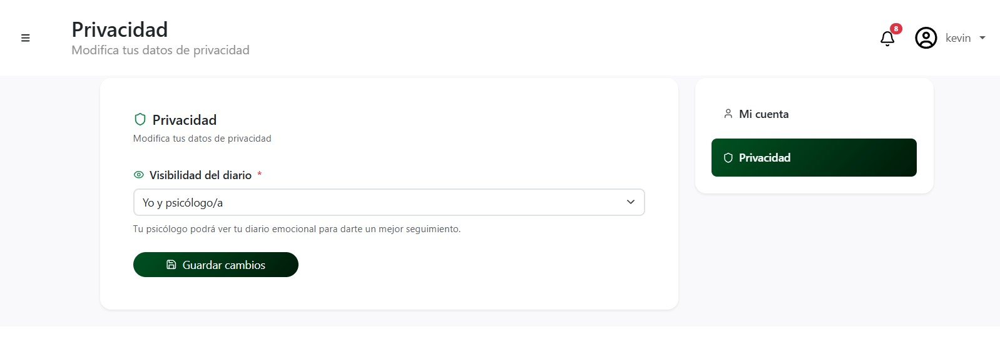 Privacidad
Modifica tus datos de privacidad
8
kevin
Privacidad
Modifica tus datos de privacidad
Visibilidad del diario *
Yo y psicólogo/a
Tu psicólogo podrá ver tu diario emocional para darte un mejor seguimiento.
Guardar cambios
Mi cuenta
Privacidad